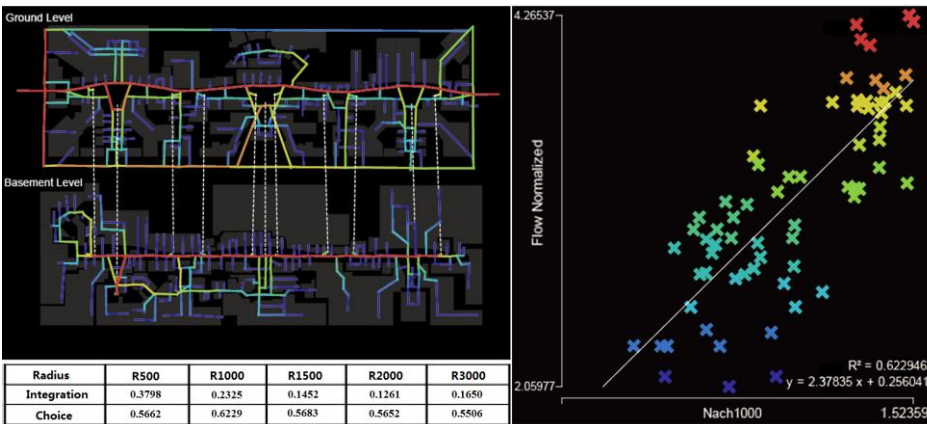 Ground Level
Basement Level
Radius R500 R1000 R1500 R2000 R3000
Integration 0.3798 0.2325 0.1452 0.1261 0.1650
Choice 0.5662 0.6229 0.5683 0.5652 0.5506
4.26537
Flow Normalized
2.05977
R² = 0.622946
y = 2.37835 x + 0.256041
Nach1000
1.52359